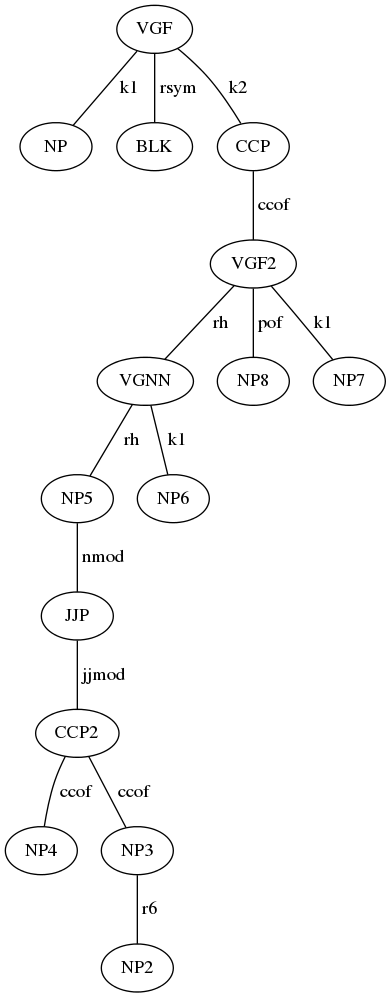 VGF
k1 rsym k2
NP BLK CCP
ccof
VGF2
rh pof k1
VGNN NP8 NP7
rh k1
NP5 NP6
nmod
JJP
jjmod
CCP2
ccof ccof
NP4 NP3
r6
NP2